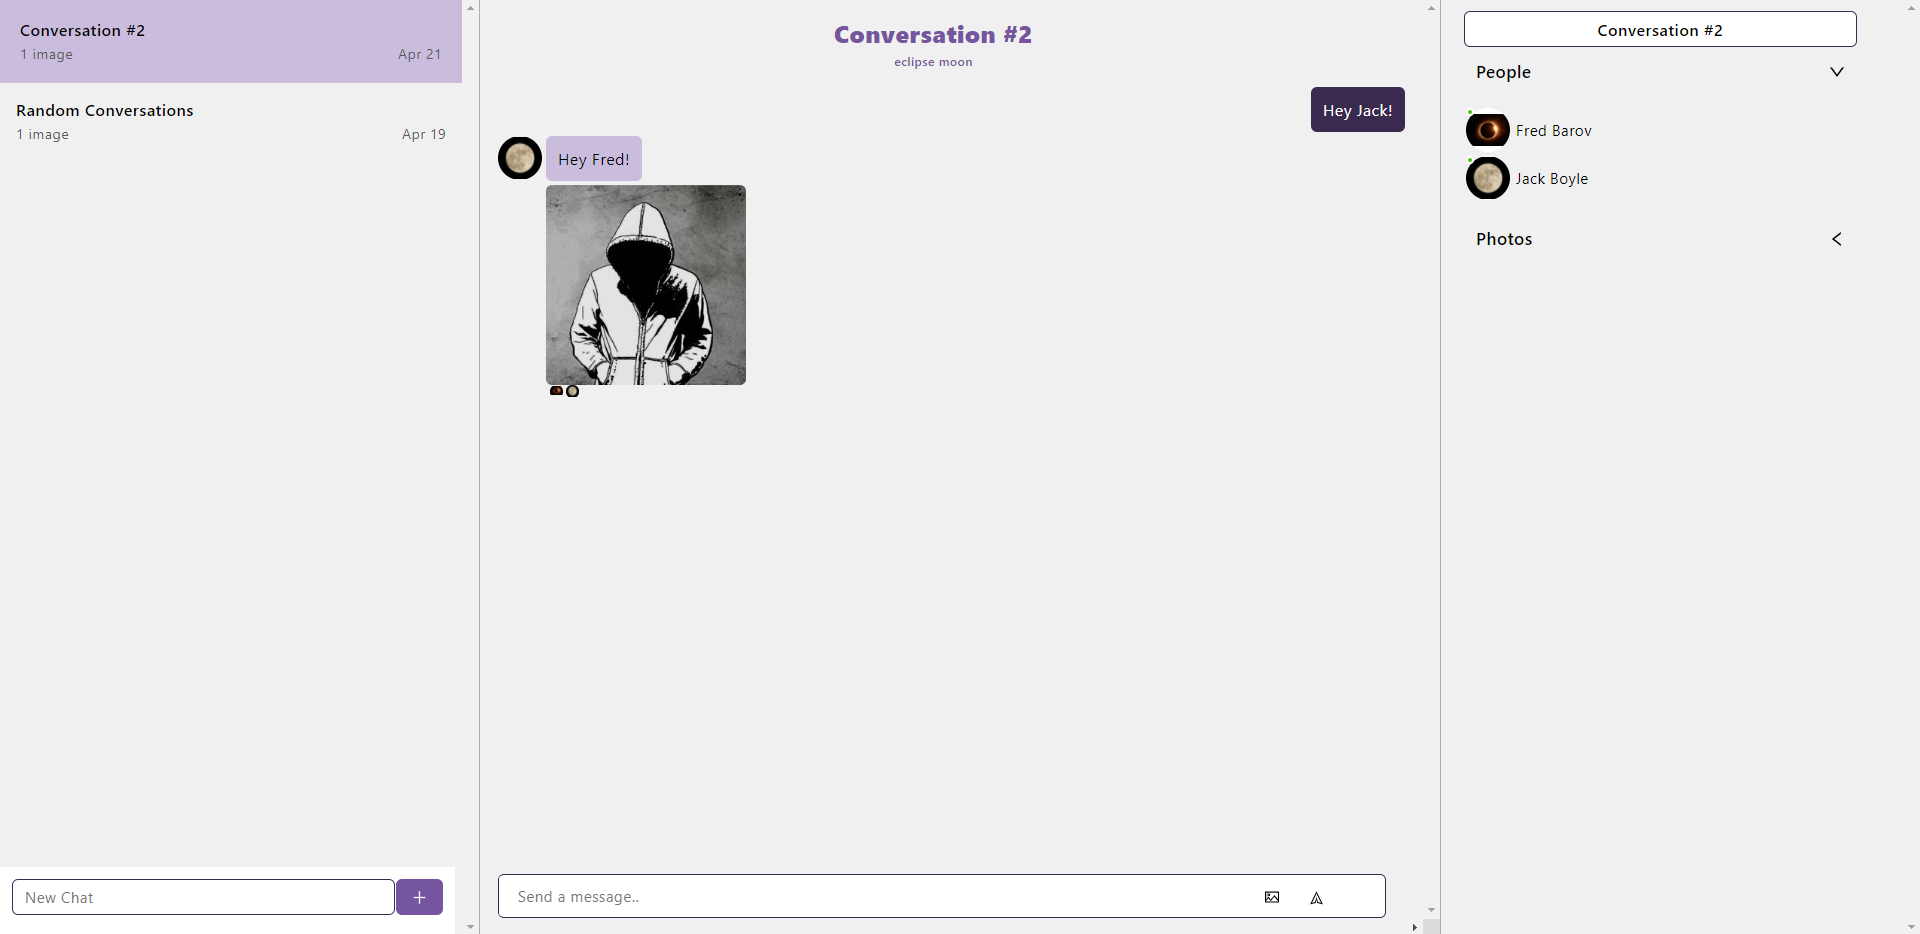 Conversation #2
1 image Apr 21
Random Conversations
1 image Apr 19
New Chat
Conversation #2
eclipse moon
Hey Jack!
Hey Fred!
Send a message..
Conversation #2
People
Fred Barov
Jack Boyle
Photos